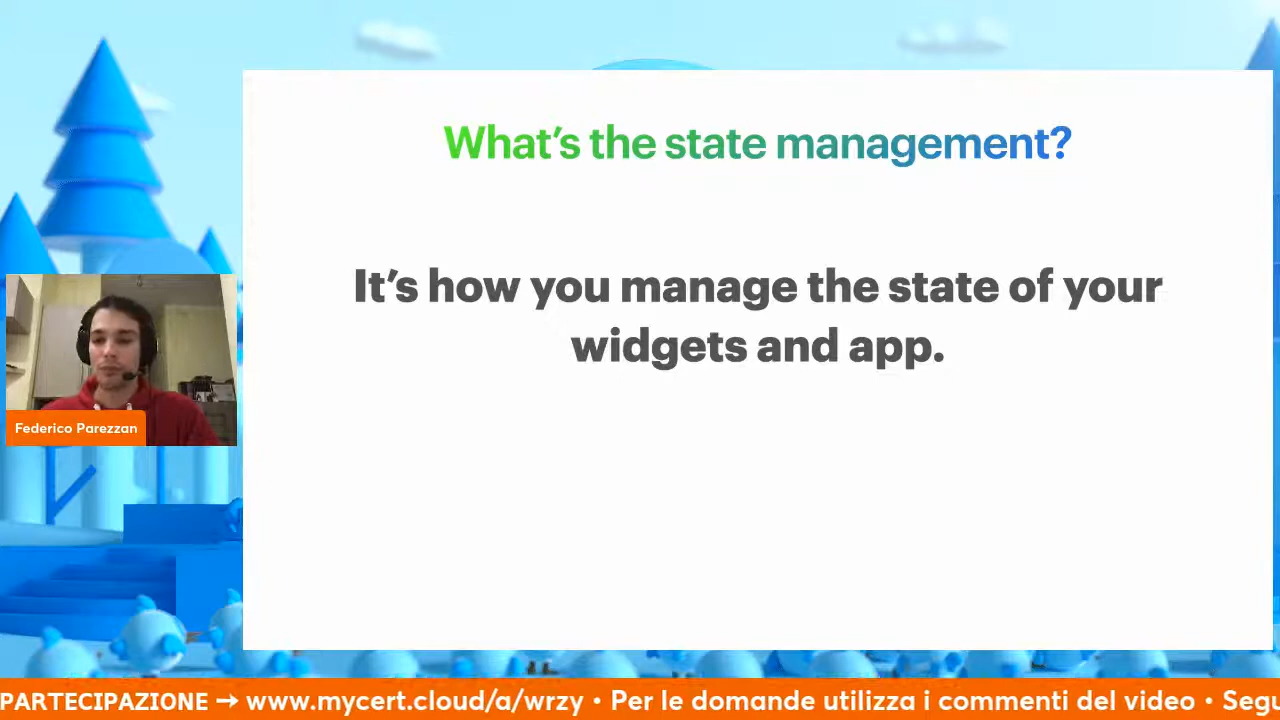 What's the state management?
It's how you manage the state of your
widgets and app.
Federico Parezzan
PARTECIPAZIONE → www.mycert.cloud/a/wrzy • Per le domande utilizza i commenti del video • Segu